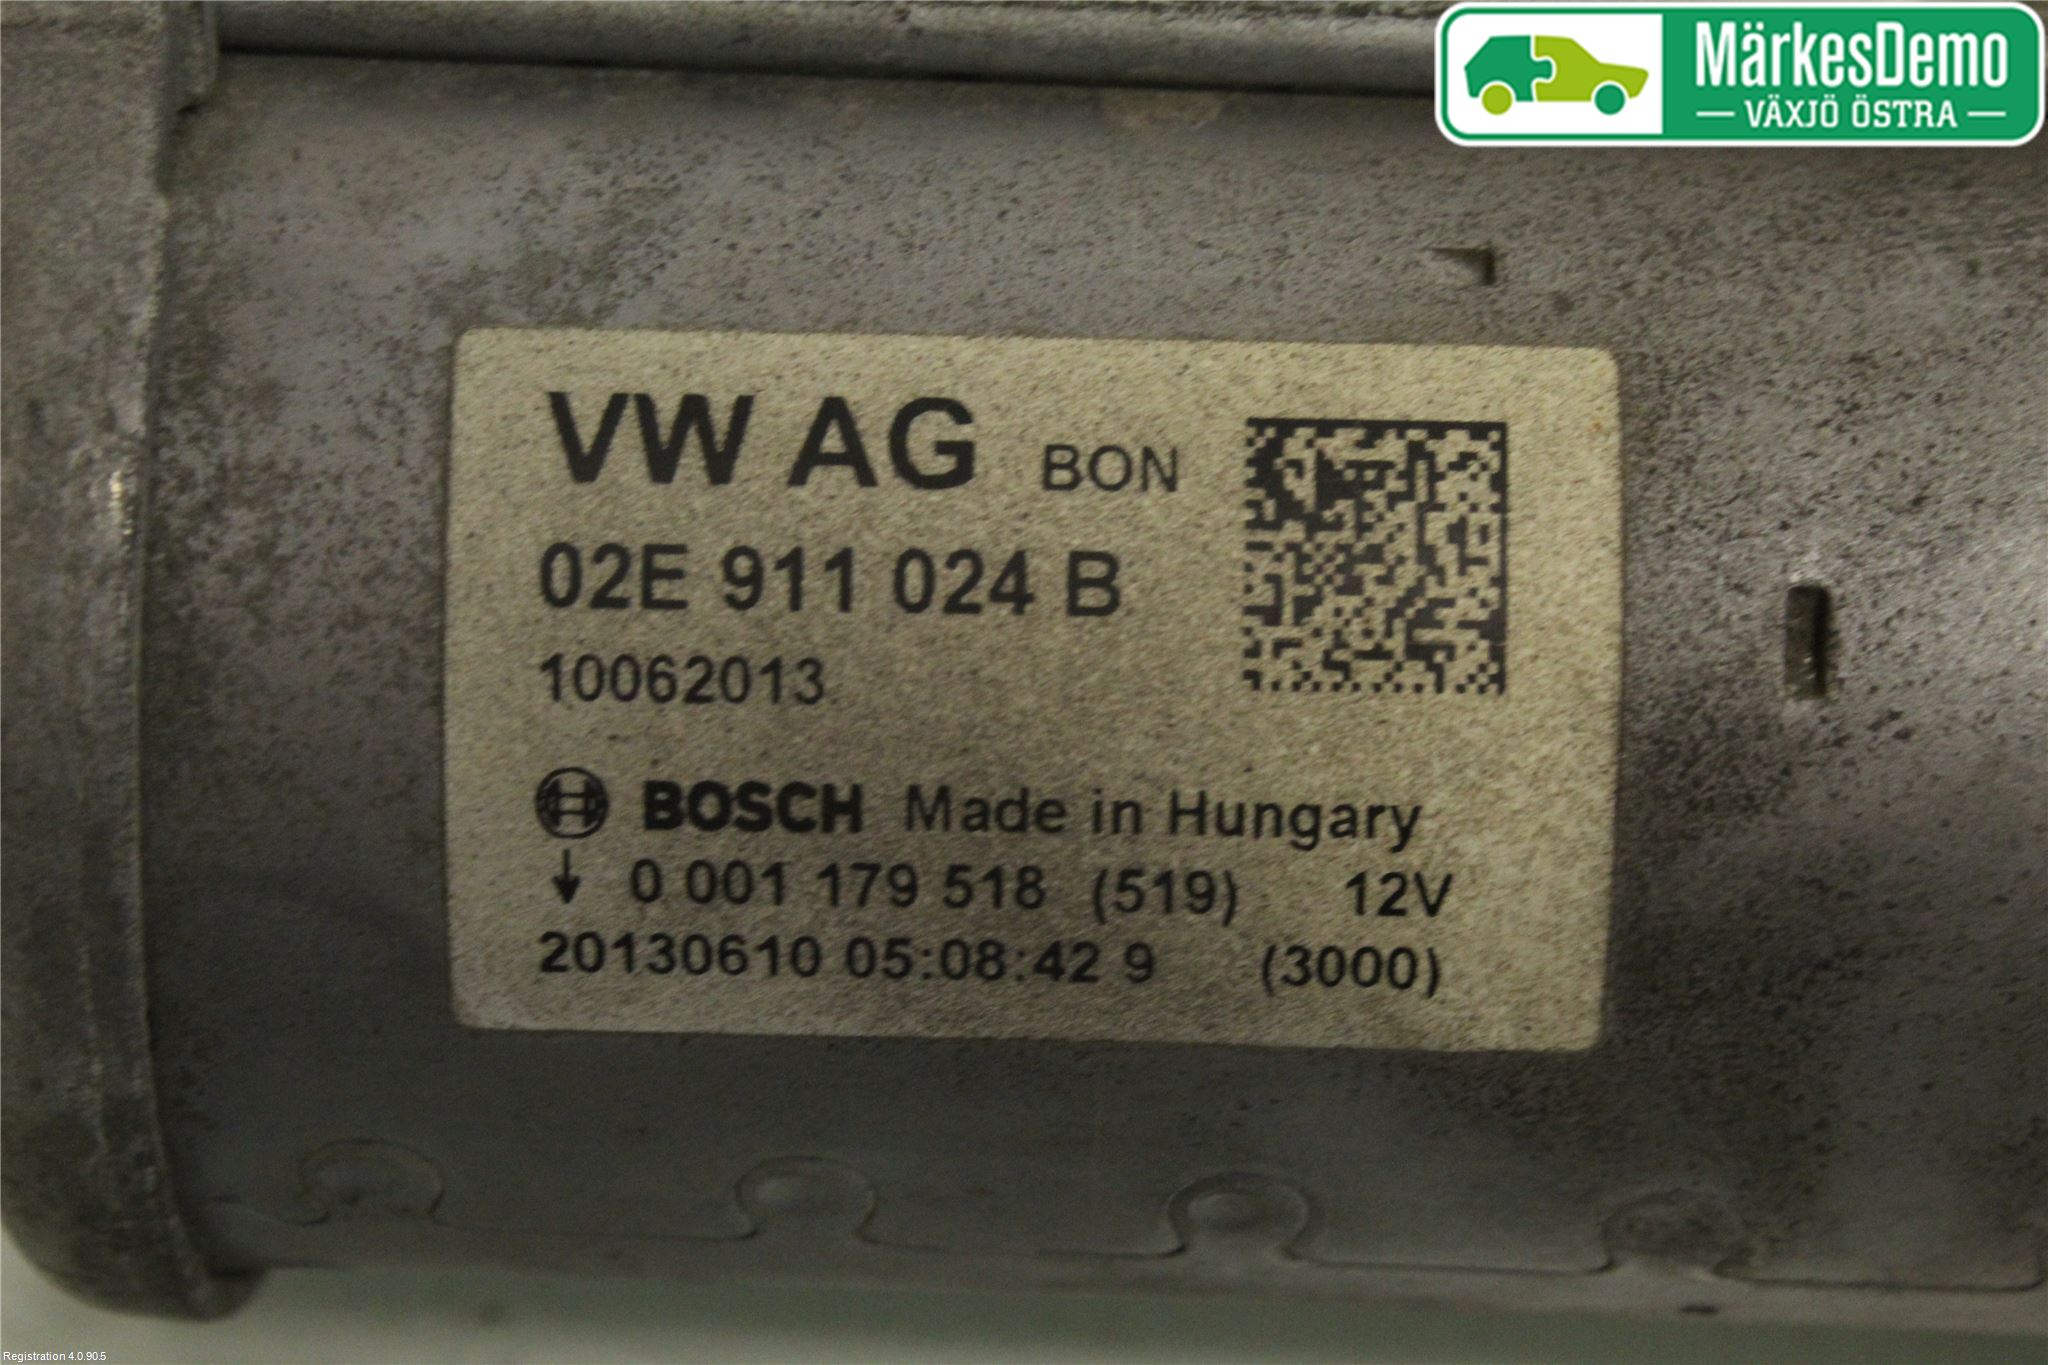 MärkesDemo
VÄXJÖ ÖSTRA
VW AG BON
02E 911 024 B
10062013
BOSCH Made in Hungary
↓ 0 001 179 518 (519) 12V
20130610 05:08:42 9 (3000)
Registration 4.0.90.5